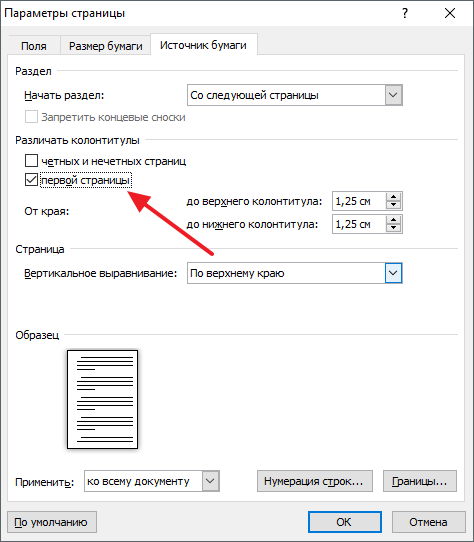 Параметры страницы ? ×
Поля Размер бумаги Источник бумаги
Раздел
Начать раздел: Со следующей страницы
Запретить концевые сноски
Различать колонтитулы
четных и нечетных страниц
первой страницы
От края: до верхнего колонтитула: 1,25 см
до нижнего колонтитула: 1,25 см
Страница
Вертикальное выравнивание: По верхнему краю
Образец
Применить: ко всему документу Нумерация строк... Границы...
По умолчанию ОК Отмена